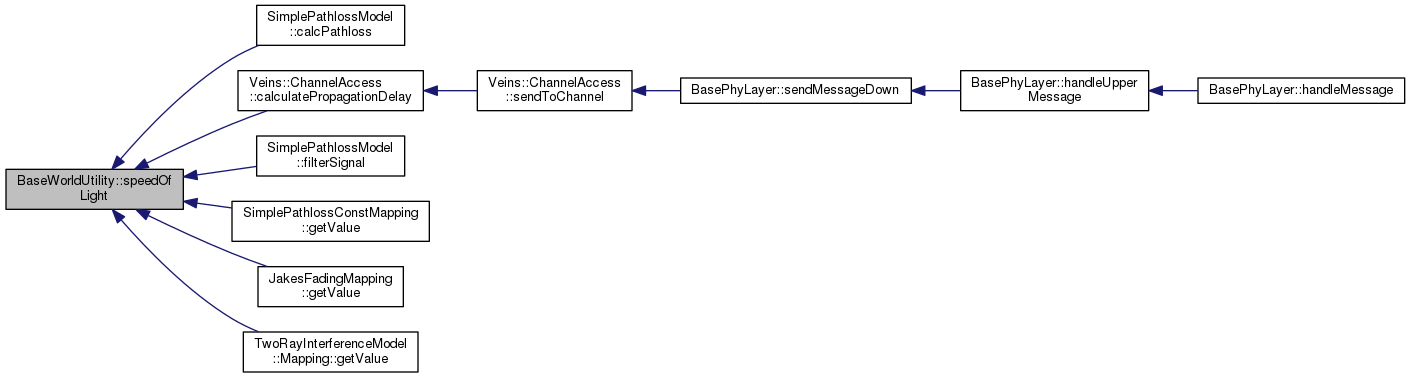 SimplePathlossModel
::calcPathloss
Veins::ChannelAccess
::calculatePropagationDelay
Veins::ChannelAccess
::sendToChannel
BasePhyLayer::sendMessageDown
BasePhyLayer::handleUpper
Message
BasePhyLayer::handleMessage
SimplePathlossModel
::filterSignal
BaseWorldUtility::speedOf
Light
SimplePathlossConstMapping
::getValue
JakesFadingMapping
::getValue
TwoRayInterferenceModel
::Mapping::getValue